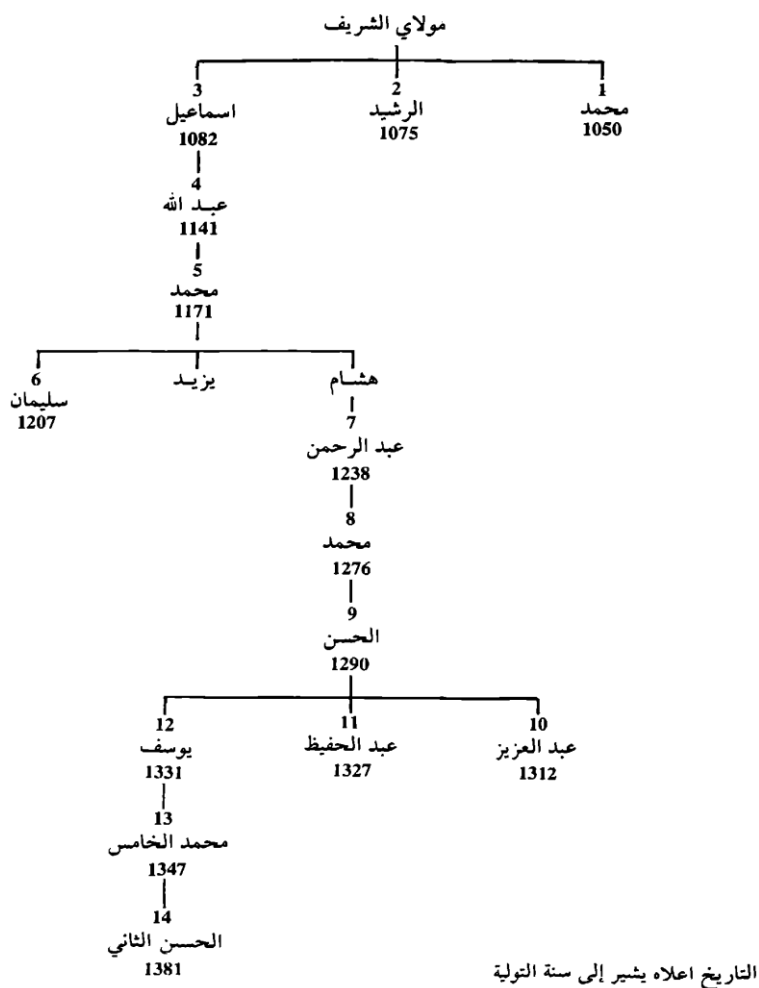 مولاي الشريف
1
محمد
1050
2
الرشيد
1075
3
اسماعيل
1082
4
عبد الله
1141
5
محمد
1171
هشام
يزيد
6
سليمان
1207
7
عبد الرحمن
1238
8
محمد
1276
9
الحسن
1290
10
عبد العزيز
1312
11
عبد الحفيظ
1327
12
يوسف
1331
13
محمد الخامس
1347
14
الحسن الثاني
1381
التاريخ اعلاه يشير إلى سنة التولية